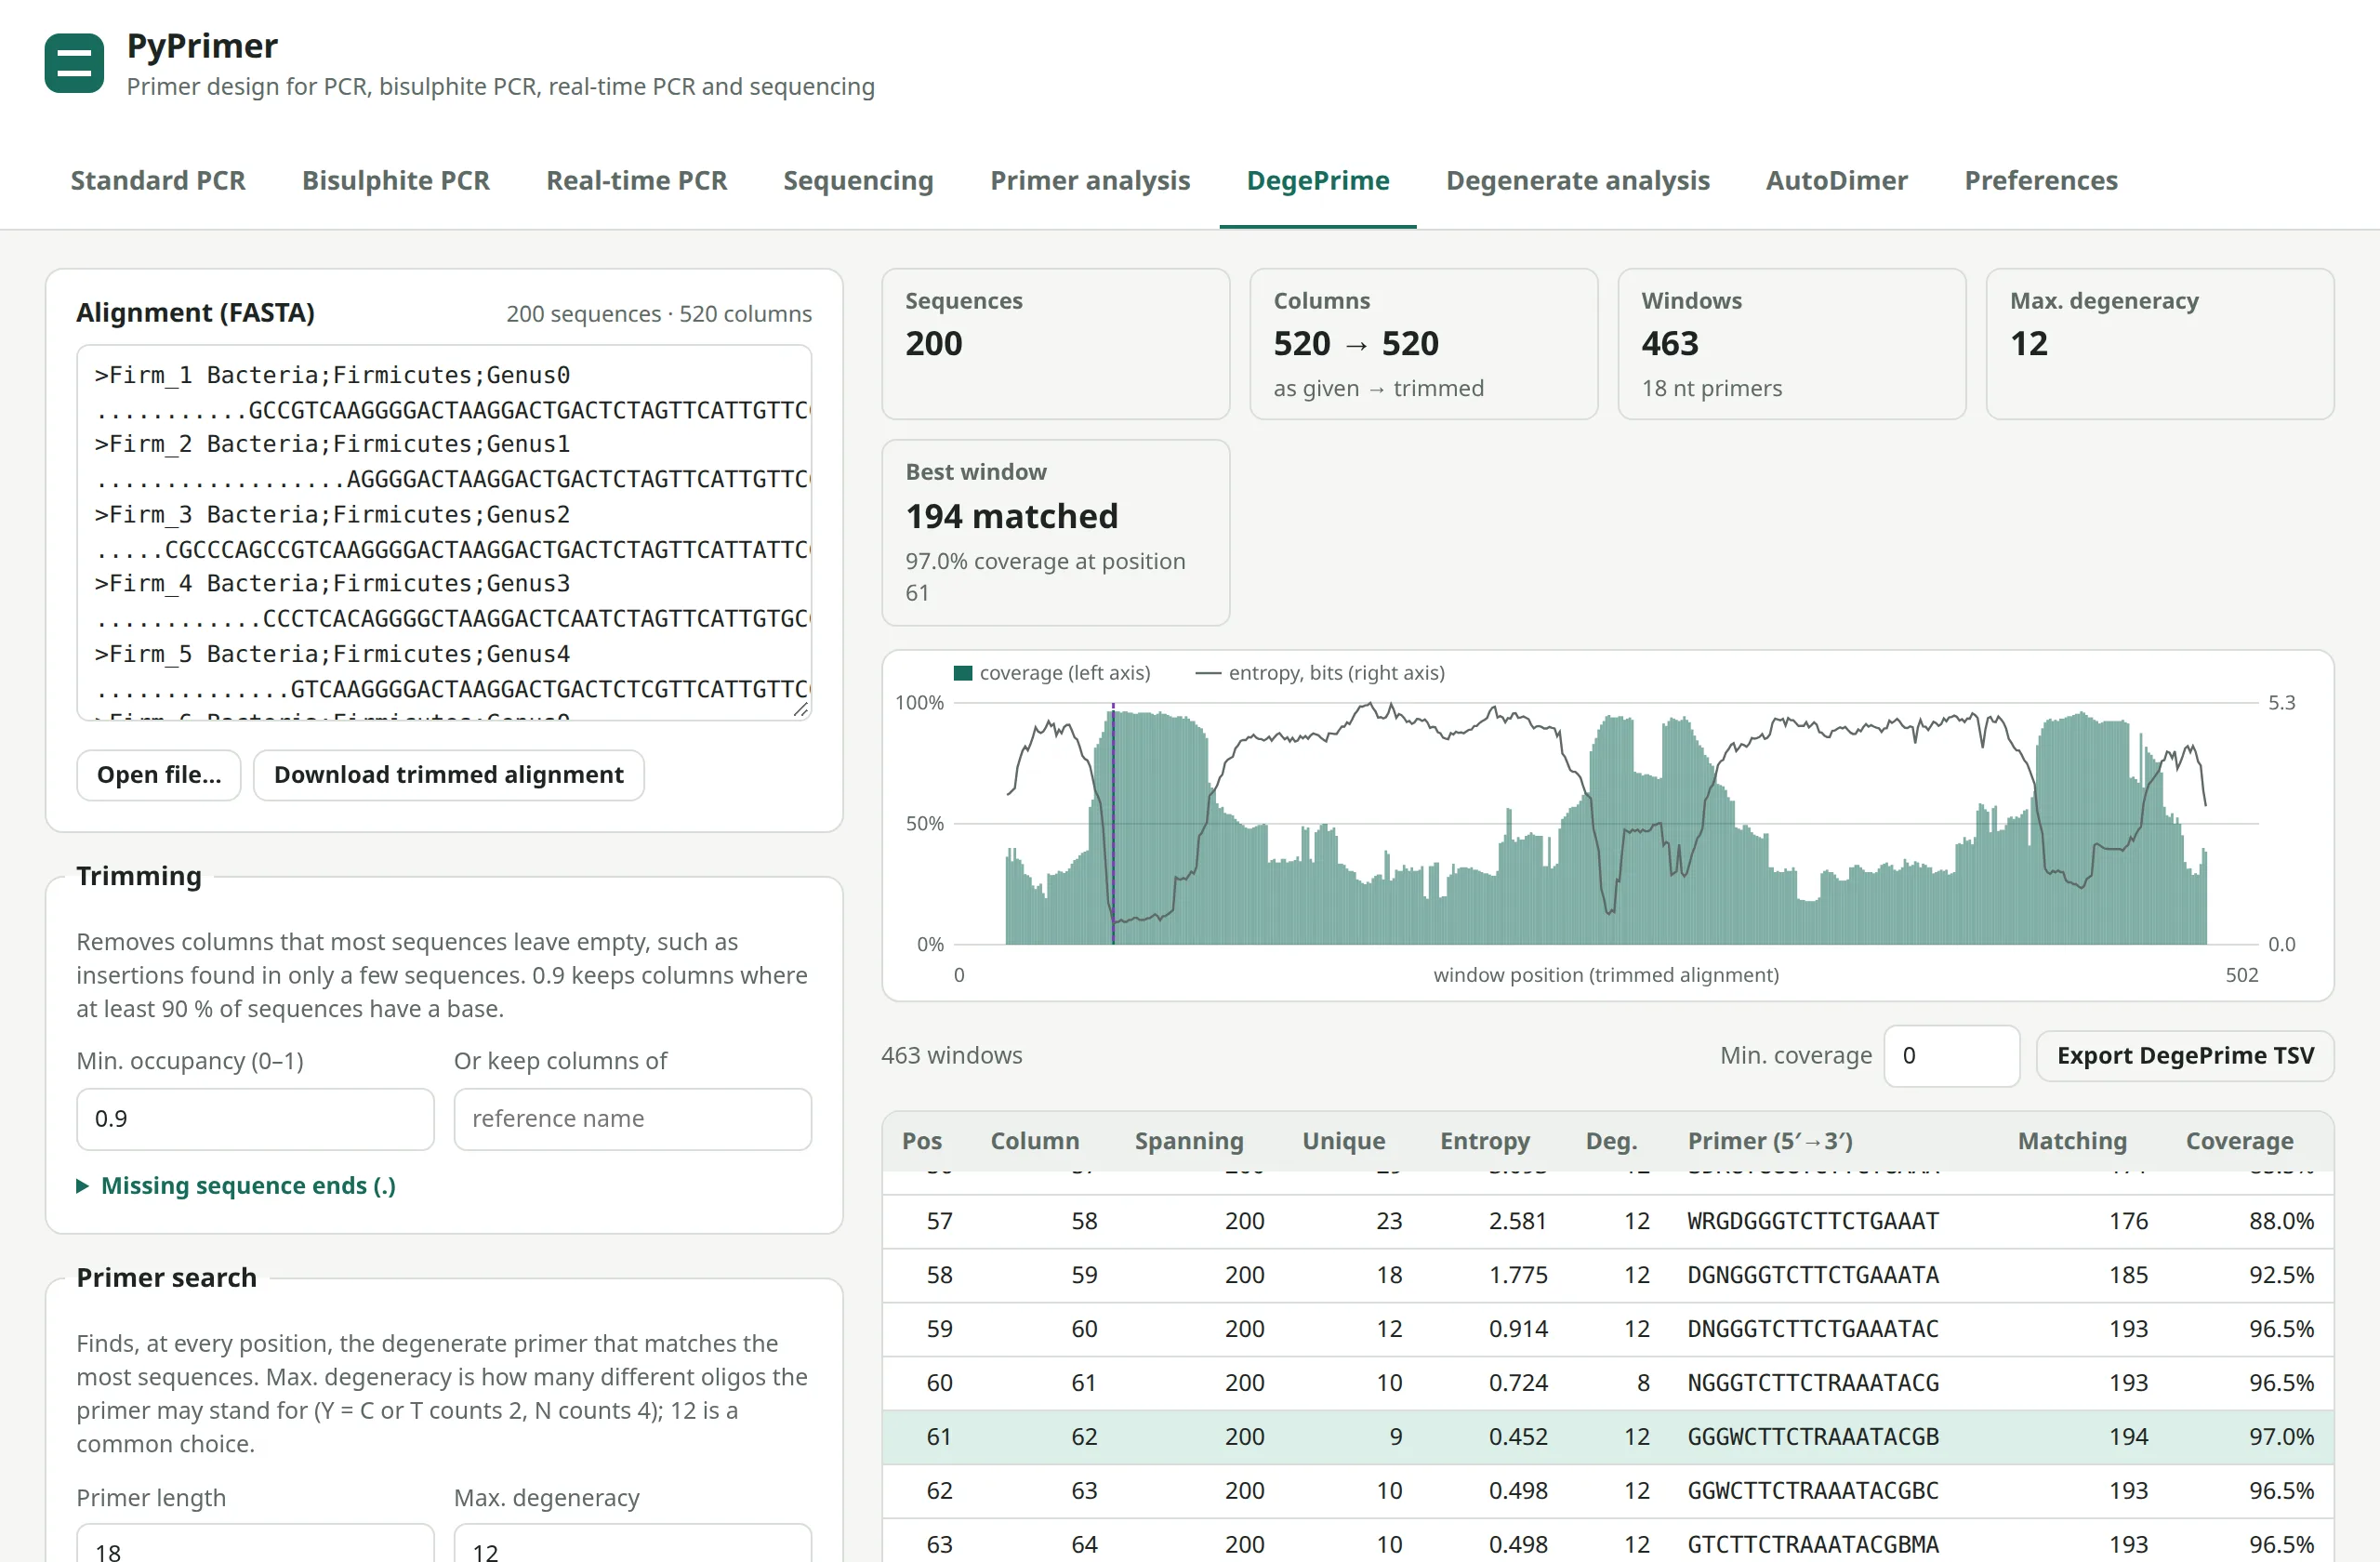 PyPrimer
Primer design for PCR, bisulphite PCR, real-time PCR and sequencing
Standard PCR Bisulphite PCR Real-time PCR Sequencing Primer analysis DegePrime Degenerate analysis AutoDimer Preferences
Alignment (FASTA) 200 sequences · 520 columns
>Firm_1 Bacteria;Firmicutes;Genus0
...........GCCGTCAAGGGGACTAAGGACTGACTCTAGTTCATTGTTC
>Firm_2 Bacteria;Firmicutes;Genus1
..................AGGGGACTAAGGACTGACTCTAGTTCATTGTTC
>Firm_3 Bacteria;Firmicutes;Genus2
.....CGCCCAGCCGTCAAGGGGACTAAGGACTGACTCTAGTTCATTATTC
>Firm_4 Bacteria;Firmicutes;Genus3
............CCCTCACAGGGGCTAAGGACTCAATCTAGTTCATTGTGC
>Firm_5 Bacteria;Firmicutes;Genus4
..............GTCAAGGGGACTAAGGACTGACTCTCGTTCATTGTTC
Open file... Download trimmed alignment
Trimming
Removes columns that most sequences leave empty, such as
insertions found in only a few sequences. 0.9 keeps columns where
at least 90 % of sequences have a base.
Min. occupancy (0–1) Or keep columns of
0.9 reference name
▶ Missing sequence ends (.)
Primer search
Finds, at every position, the degenerate primer that matches the
most sequences. Max. degeneracy is how many different oligos the
primer may stand for (Y = C or T counts 2, N counts 4); 12 is a
common choice.
Primer length Max. degeneracy
18 12
Sequences
200
Columns
520 → 520
as given → trimmed
Windows
463
18 nt primers
Max. degeneracy
12
Best window
194 matched
97.0% coverage at position
61
coverage (left axis) entropy, bits (right axis)
100% 5.3
50%
0% 0.0
0 window position (trimmed alignment) 502
463 windows Min. coverage 0 Export DegePrime TSV
Pos Column Spanning Unique Entropy Deg. Primer (5′→3′) Matching Coverage
57 58 200 23 2.581 12 WRGDGGGTCTTCTGAAAT 176 88.0%
58 59 200 18 1.775 12 DGNGGGTCTTCTGAAATA 185 92.5%
59 60 200 12 0.914 12 DNGGGTCTTCTGAAATAC 193 96.5%
60 61 200 10 0.724 8 NGGGTCTTCTRAAATACG 193 96.5%
61 62 200 9 0.452 12 GGGWCTTCTRAAATACGB 194 97.0%
62 63 200 10 0.498 12 GGWCTTCTRAAATACGBC 193 96.5%
63 64 200 10 0.498 12 GTCTTCTRAAATACGBMA 193 96.5%